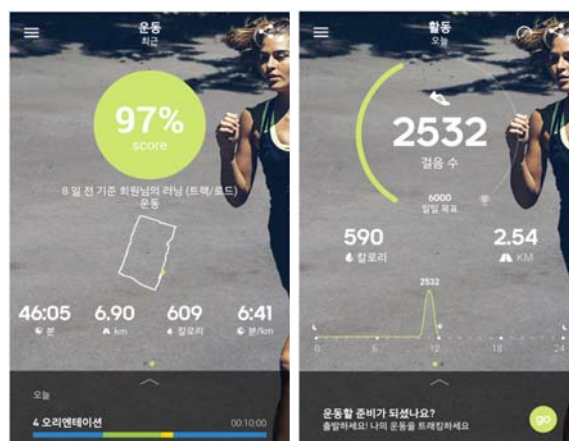 운동
최근
97%
score
8 일 전 기준 회원님의 러닝 (트랙/로드)
운동
46:05
분
6.90
km
609
칼로리
6:41
분/km
오늘
4 오리엔테이션
00:10:00
활동
오늘
2532
걸음 수
6000
일일 목표
590
칼로리
2.54
KM
2532
0 6 12 18 24
운동할 준비가 되셨나요?
출발하세요! 나의 운동을 트래킹하세요
go